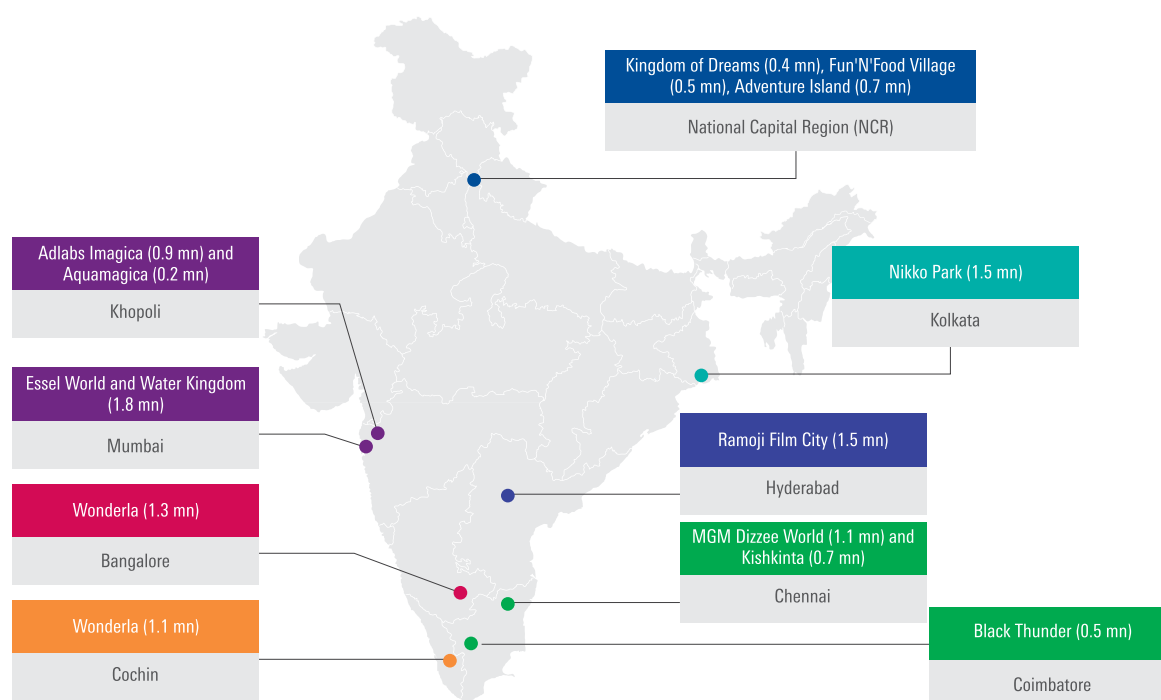 Kingdom of Dreams (0.4 mn), Fun'N'Food Village
(0.5 mn), Adventure Island (0.7 mn)
National Capital Region (NCR)
Adlabs Imagica (0.9 mn) and
Aquamagica (0.2 mn)
Khopoli
Nikko Park (1.5 mn)
Kolkata
Essel World and Water Kingdom
(1.8 mn)
Mumbai
Ramoji Film City (1.5 mn)
Hyderabad
Wonderla (1.3 mn)
Bangalore
MGM Dizzee World (1.1 mn) and
Kishkinta (0.7 mn)
Chennai
Wonderla (1.1 mn)
Cochin
Black Thunder (0.5 mn)
Coimbatore